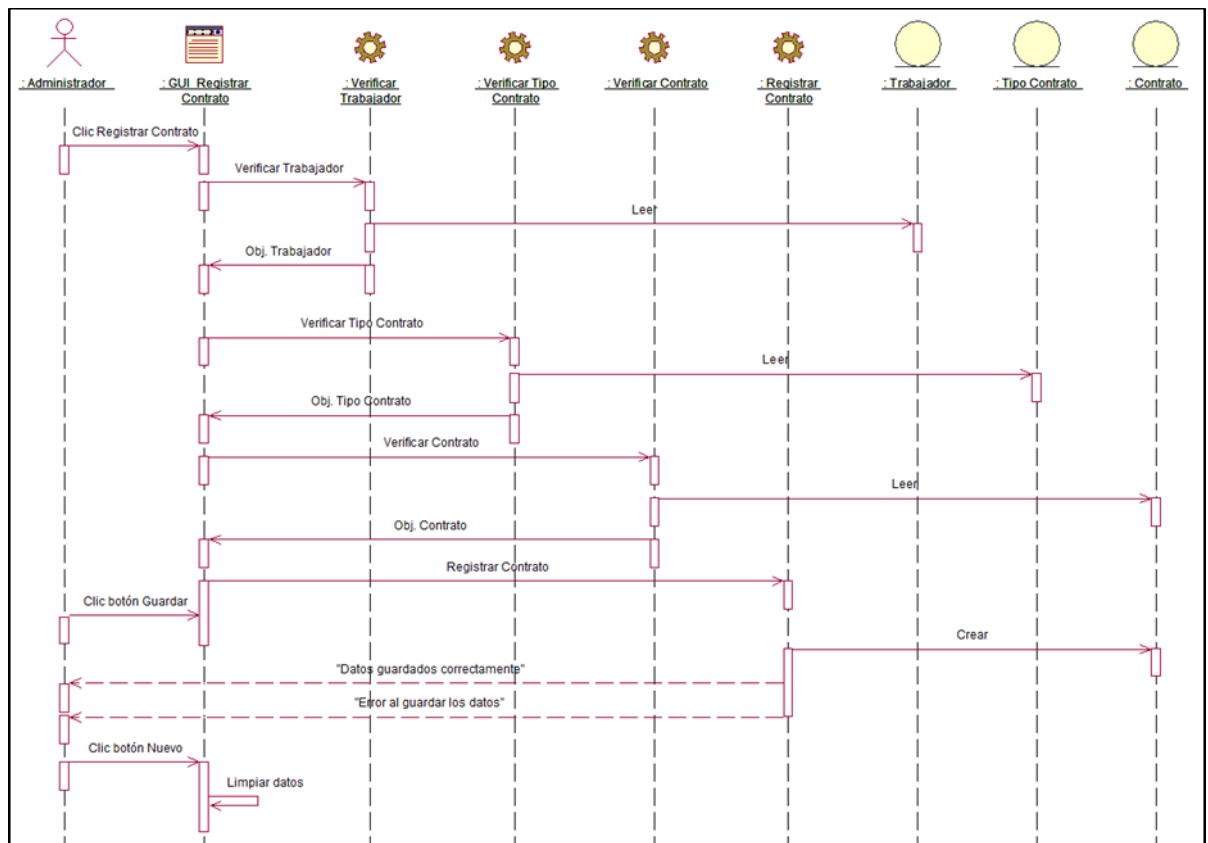 : Administrador
: GUI_Registrar
Contrato
: Verificar
Trabajador
: Verificar Tipo
Contrato
: Verificar Contrato
: Registrar
Contrato
: Trabajador
: Tipo Contrato
: Contrato
Clic Registrar Contrato
Verificar Trabajador
Leer
Obj. Trabajador
Verificar Tipo Contrato
Leer
Obj. Tipo Contrato
Verificar Contrato
Leer
Obj. Contrato
Registrar Contrato
Clic botón Guardar
Crear
"Datos guardados correctamente"
"Error al guardar los datos"
Clic botón Nuevo
Limpiar datos